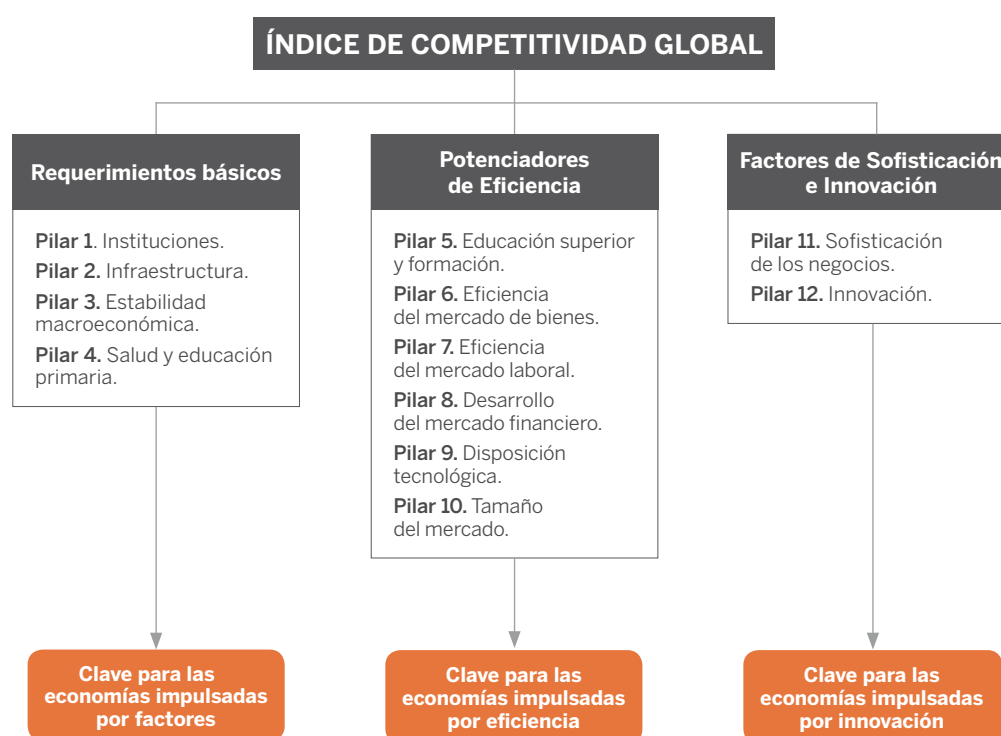 ÍNDICE DE COMPETITIVIDAD GLOBAL
Requerimientos básicos
Pilar 1. Instituciones.
Pilar 2. Infraestructura.
Pilar 3. Estabilidad
macroeconómica.
Pilar 4. Salud y educación
primaria.
Clave para las
economías impulsadas
por factores
Potenciadores
de Eficiencia
Pilar 5. Educación superior
y formación.
Pilar 6. Eficiencia
del mercado de bienes.
Pilar 7. Eficiencia
del mercado laboral.
Pilar 8. Desarrollo
del mercado financiero.
Pilar 9. Disposición
tecnológica.
Pilar 10. Tamaño
del mercado.
Clave para las
economías impulsadas
por eficiencia
Factores de Sofisticación
e Innovación
Pilar 11. Sofisticación
de los negocios.
Pilar 12. Innovación.
Clave para las
economías impulsadas
por innovación